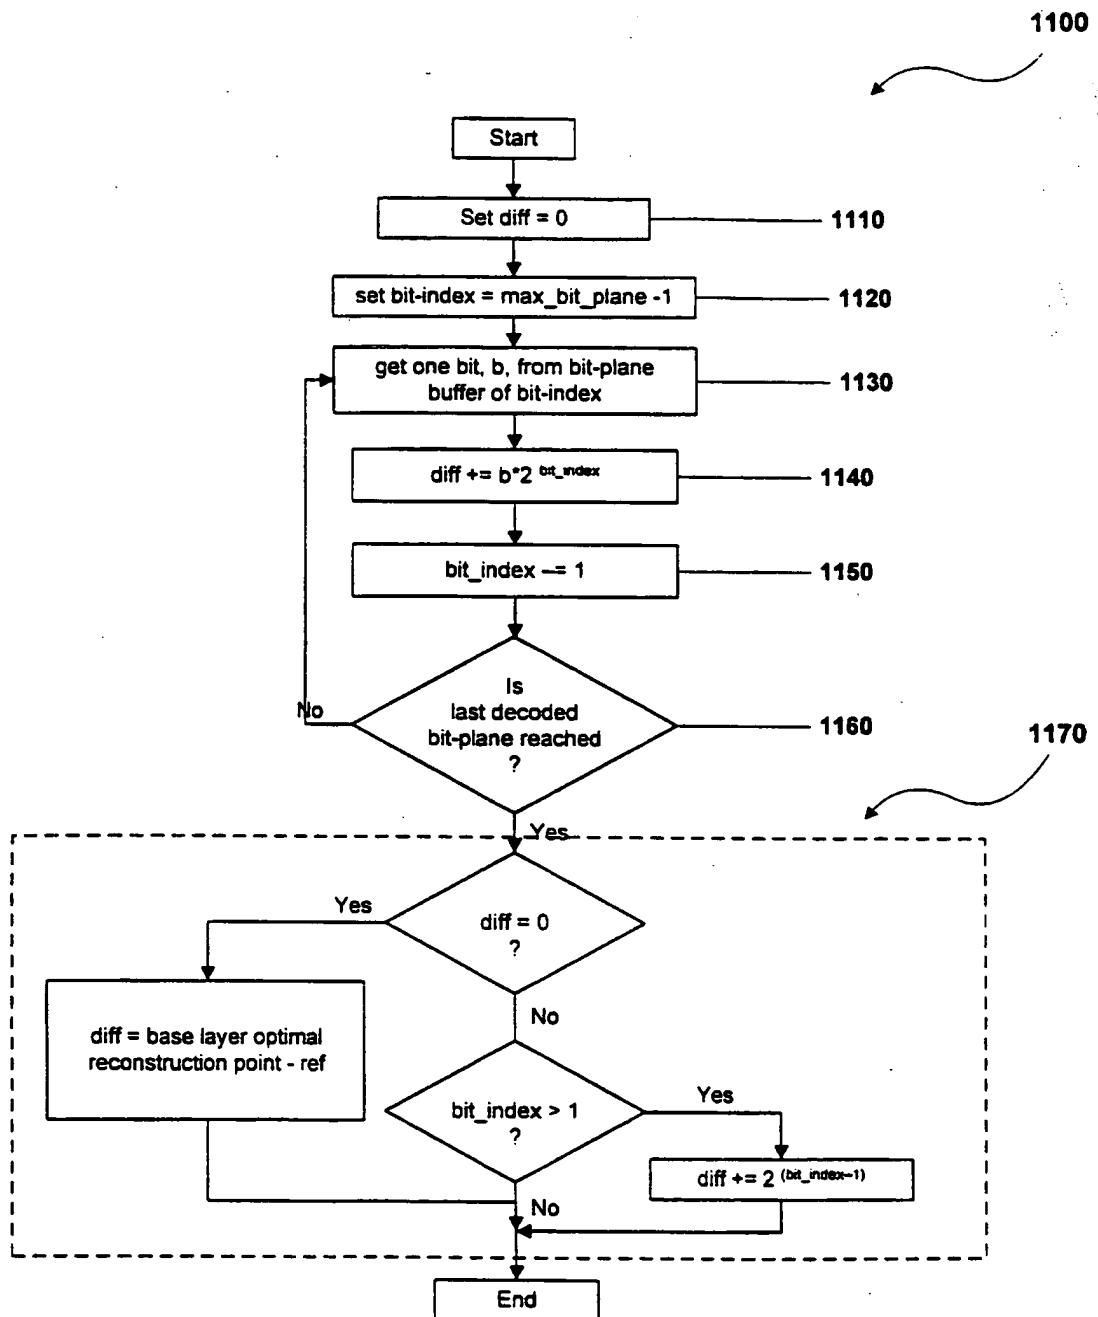 1100
Start
Set diff = 0
1110
set bit-index = max_bit_plane -1
1120
get one bit, b, from bit-plane
buffer of bit-index
1130
diff += b*2 bit_index
1140
bit_index -= 1
1150
Is
last decoded
bit-plane reached
?
No
1160
1170
Yes
diff = 0
?
Yes
No
diff = base layer optimal
reconstruction point - ref
bit_index > 1
?
Yes
diff += 2 (bit_index-1)
No
End